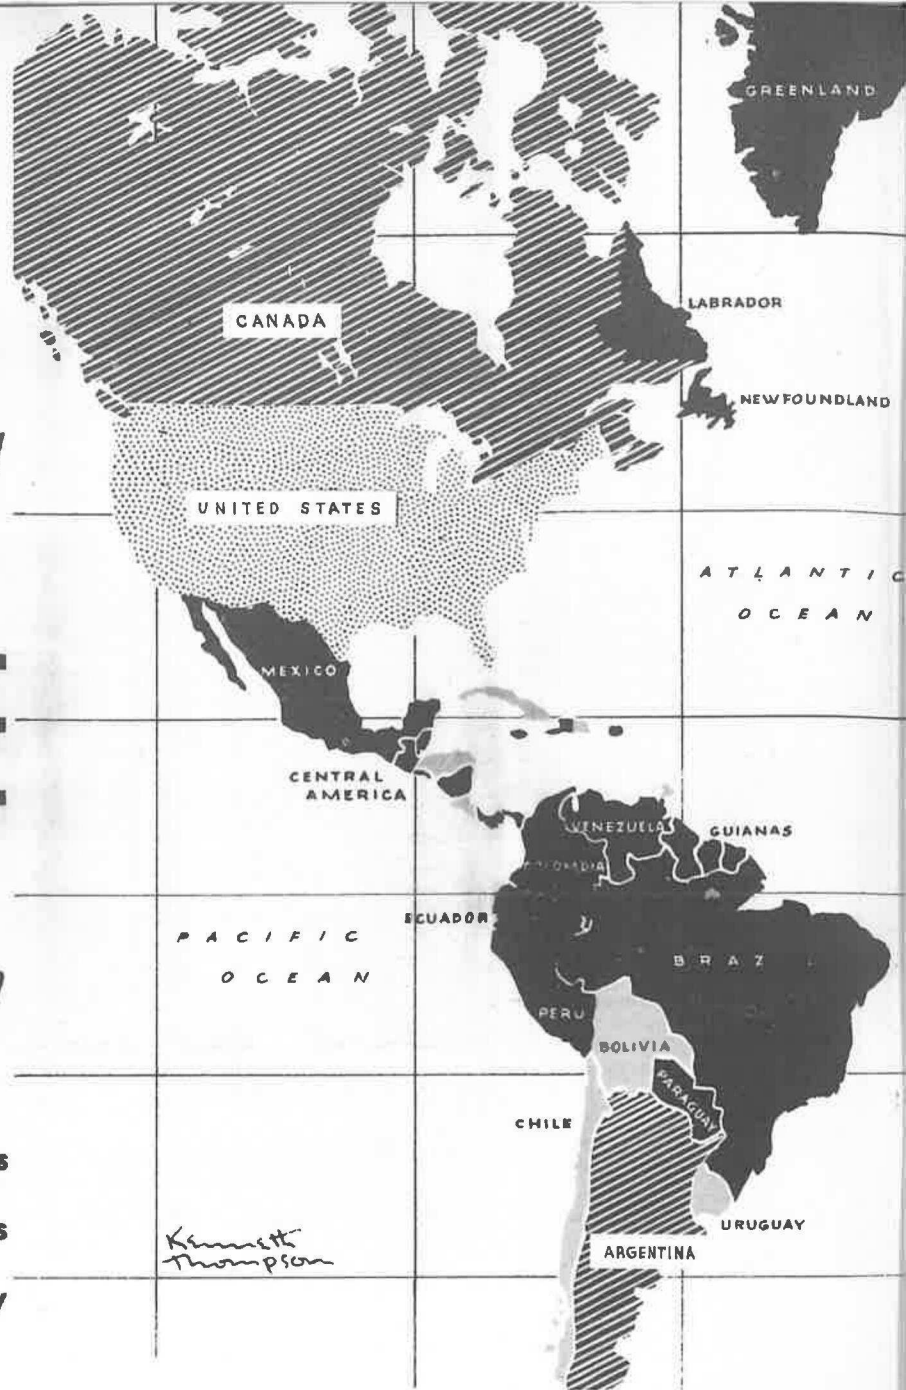 GREENLAND
LABRADOR
CANADA
NEWFOUNDLAND
UNITED STATES
ATLANTIC
OCEAN
MEXICO
CENTRAL
AMERICA
VENEZUELA
GUIANAS
COLOMBIA
ECUADOR
PACIFIC
OCEAN
BRAZ
PERU
BOLIVIA
PARAGUAY
CHILE
URUGUAY
Kenneth
Thompson
ARGENTINA